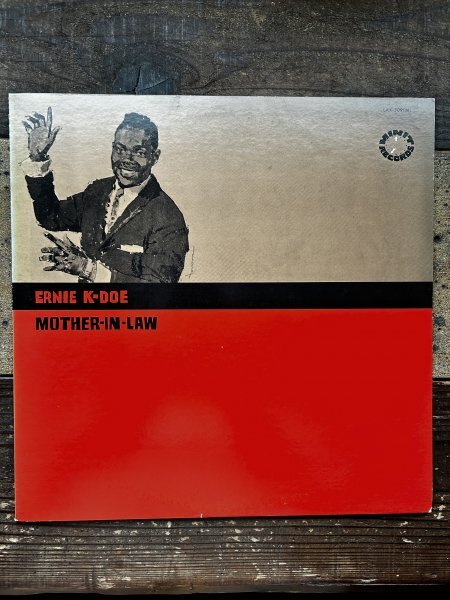 MINIT
RECORDS
ERNIE K-DOE
MOTHER-IN-LAW